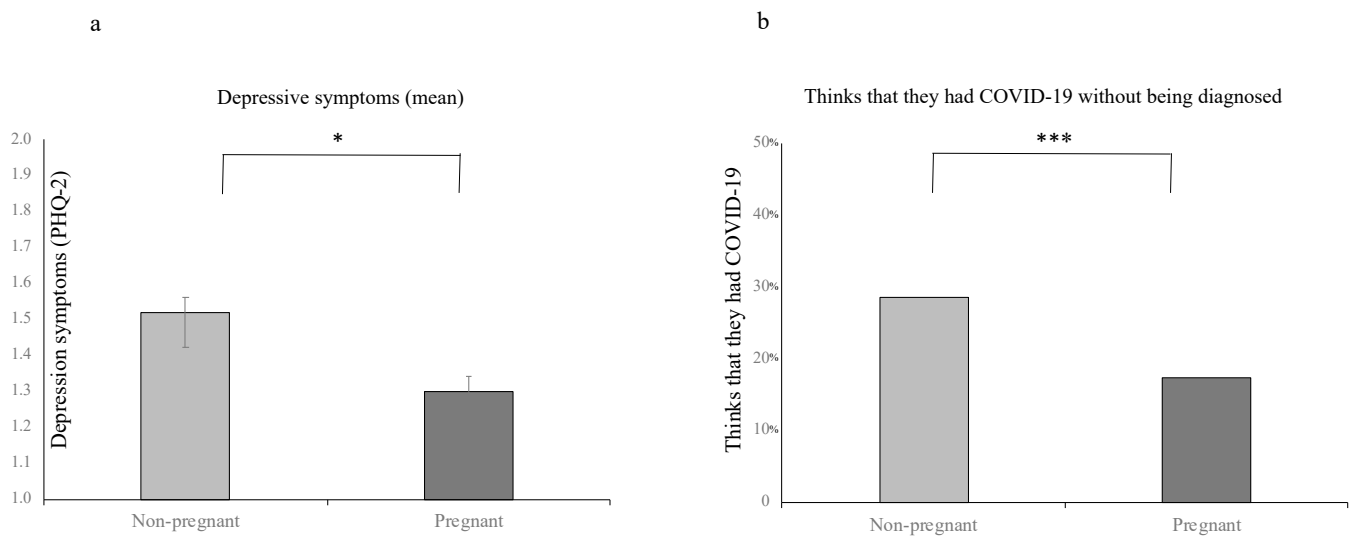 a
Depressive symptoms (mean)
*
2.0
1.9
1.8
1.7
1.6
1.5
1.4
1.3
1.2
1.1
1.0
Depression symptoms (PHQ-2)
Non-pregnant
Pregnant
b
Thinks that they had COVID-19 without being diagnosed
***
50%
40%
30%
20%
10%
0
Thinks that they had COVID-19
Non-pregnant
Pregnant